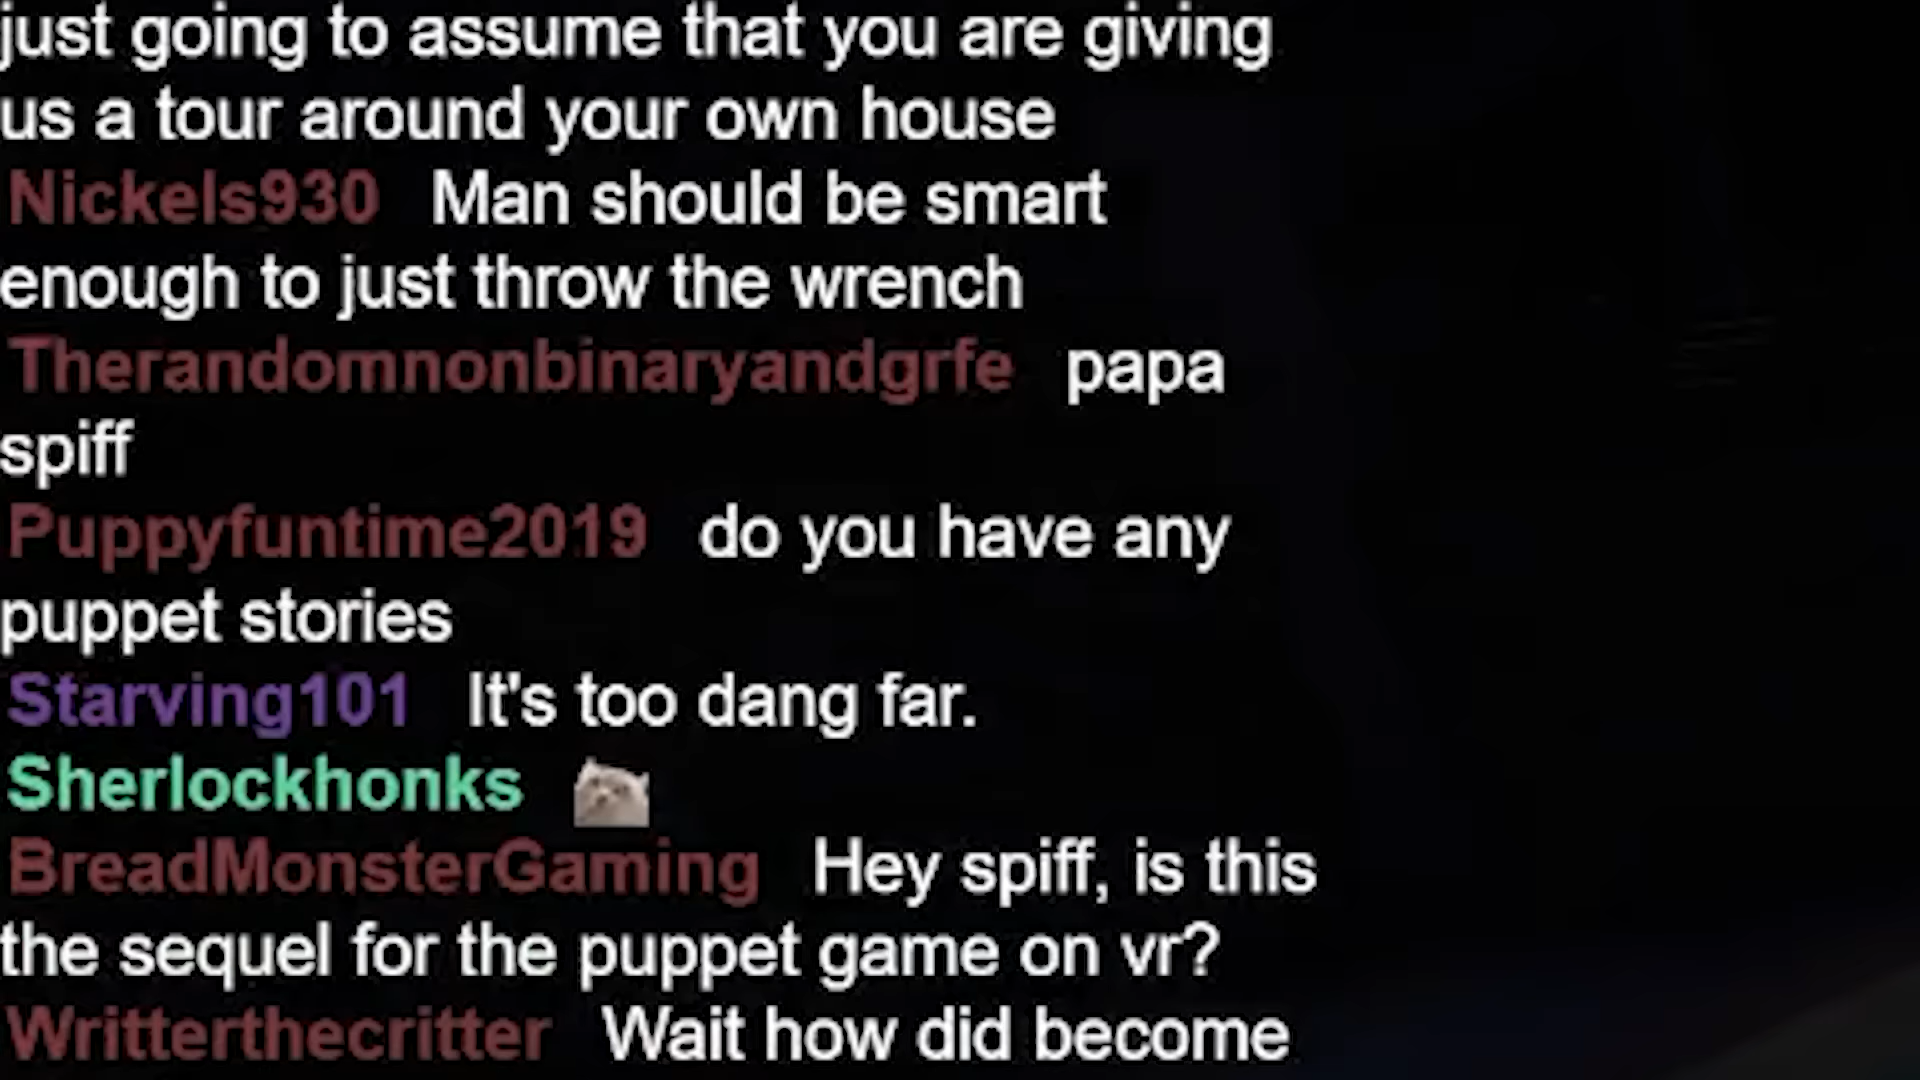 just going to assume that you are giving
us a tour around your own house
Nickels930 Man should be smart
enough to just throw the wrench
Therandomnonbinaryandgrfe papa
spiff
Puppyfuntime2019 do you have any
puppet stories
Starving101 It's too dang far.
Sherlockhonks
BreadMonsterGaming Hey spiff, is this
the sequel for the puppet game on vr?
Writterthecritter Wait how did become